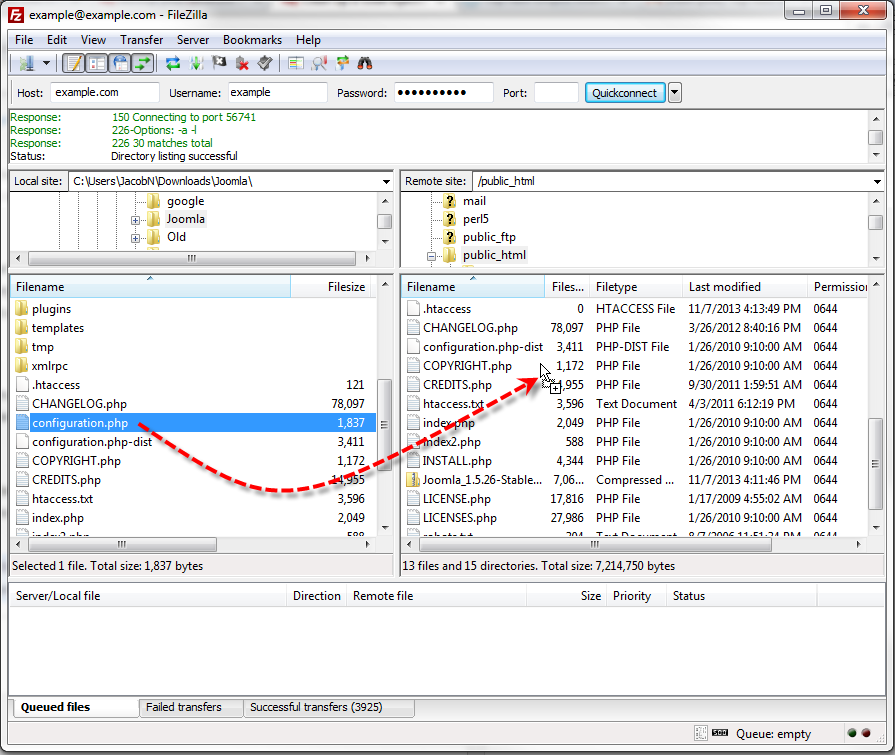 example@example.com - FileZilla
File Edit View Transfer Server Bookmarks Help
Host: example.com Username: example Password: ●●●●●●●●●● Port: Quickconnect
Response: 150 Connecting to port 56741
Response: 226-Options: -a -l
Response: 226 30 matches total
Status: Directory listing successful
Local site: C:\Users\JacobN\Downloads\Joomla\
google
Joomla
Old
Remote site: /public_html
mail
perl5
public_ftp
public_html
Filename Filesize
plugins
templates
tmp
xmlrpc
.htaccess 121
CHANGELOG.php 78,097
configuration.php 1,837
configuration.php-dist 3,411
COPYRIGHT.php 1,172
CREDITS.php 14,955
htaccess.txt 3,596
index.php 2,049
index2.php 588
Selected 1 file. Total size: 1,837 bytes
Filename Files... Filetype Last modified Permission
.htaccess 0 HTACCESS File 11/7/2013 4:13:49 PM 0644
CHANGELOG.php 78,097 PHP File 3/26/2012 8:40:16 PM 0644
configuration.php-dist 3,411 PHP-DIST File 1/26/2010 9:10:00 AM 0644
COPYRIGHT.php 1,172 PHP File 1/26/2010 9:10:00 AM 0644
CREDITS.php 14,955 PHP File 9/30/2011 1:59:51 AM 0644
htaccess.txt 3,596 Text Document 4/3/2011 6:12:19 PM 0644
index.php 2,049 PHP File 1/26/2010 9:10:00 AM 0644
index2.php 588 PHP File 1/26/2010 9:10:00 AM 0644
INSTALL.php 4,344 PHP File 1/26/2010 9:10:00 AM 0644
Joomla_1.5.26-Stable... 7,06... Compressed ... 11/7/2013 4:11:46 PM 0644
LICENSE.php 17,816 PHP File 1/17/2009 4:55:02 AM 0644
LICENSES.php 27,986 PHP File 1/26/2010 9:10:00 AM 0644
robots.txt 304 Text Document 8/7/2006 11:51:24 PM 0644
13 files and 15 directories. Total size: 7,214,750 bytes
Server/Local file Direction Remote file Size Priority Status
Queued files Failed transfers Successful transfers (3925)
Queue: empty